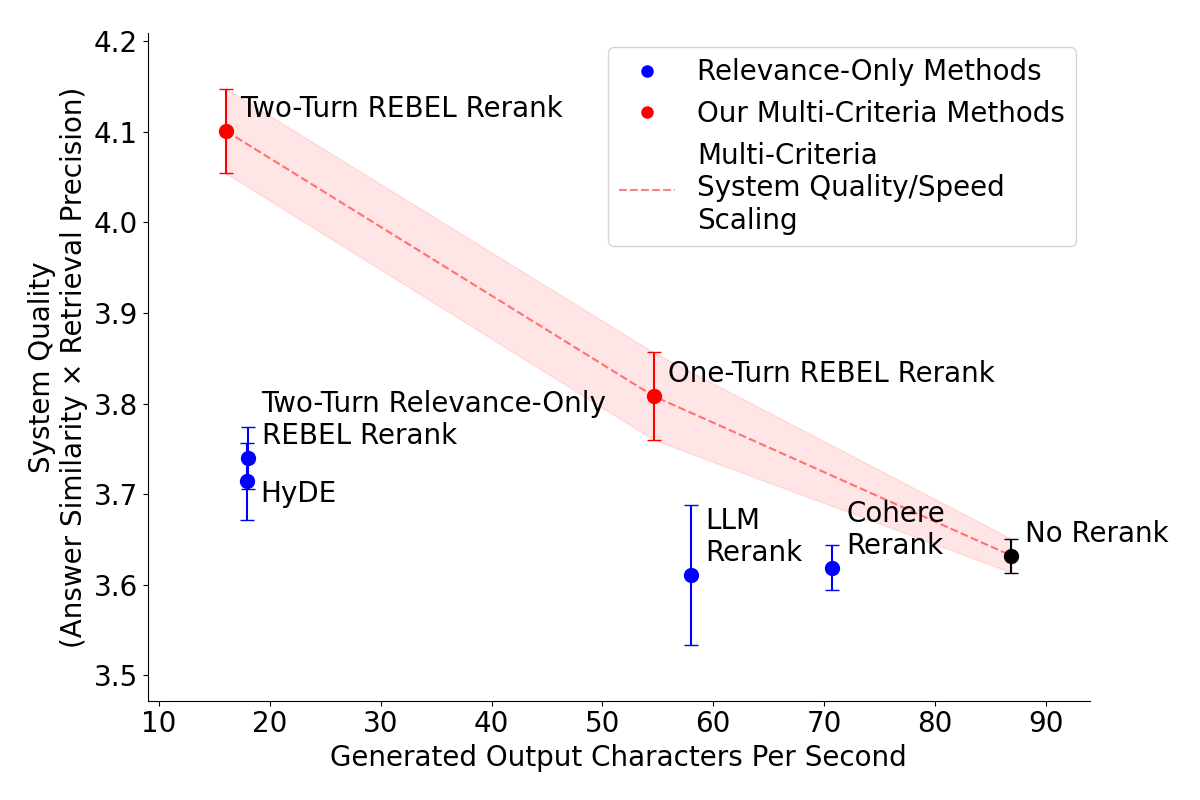 4.2
4.1
4.0
3.9
3.8
3.7
3.6
3.5
System Quality
(Answer Similarity × Retrieval Precision)
Relevance-Only Methods
Our Multi-Criteria Methods
Multi-Criteria
System Quality/Speed
Scaling
Two-Turn REBEL Rerank
One-Turn REBEL Rerank
Two-Turn Relevance-Only
REBEL Rerank
HyDE
LLM
Rerank
Cohere
Rerank
No Rerank
10 20 30 40 50 60 70 80 90
Generated Output Characters Per Second